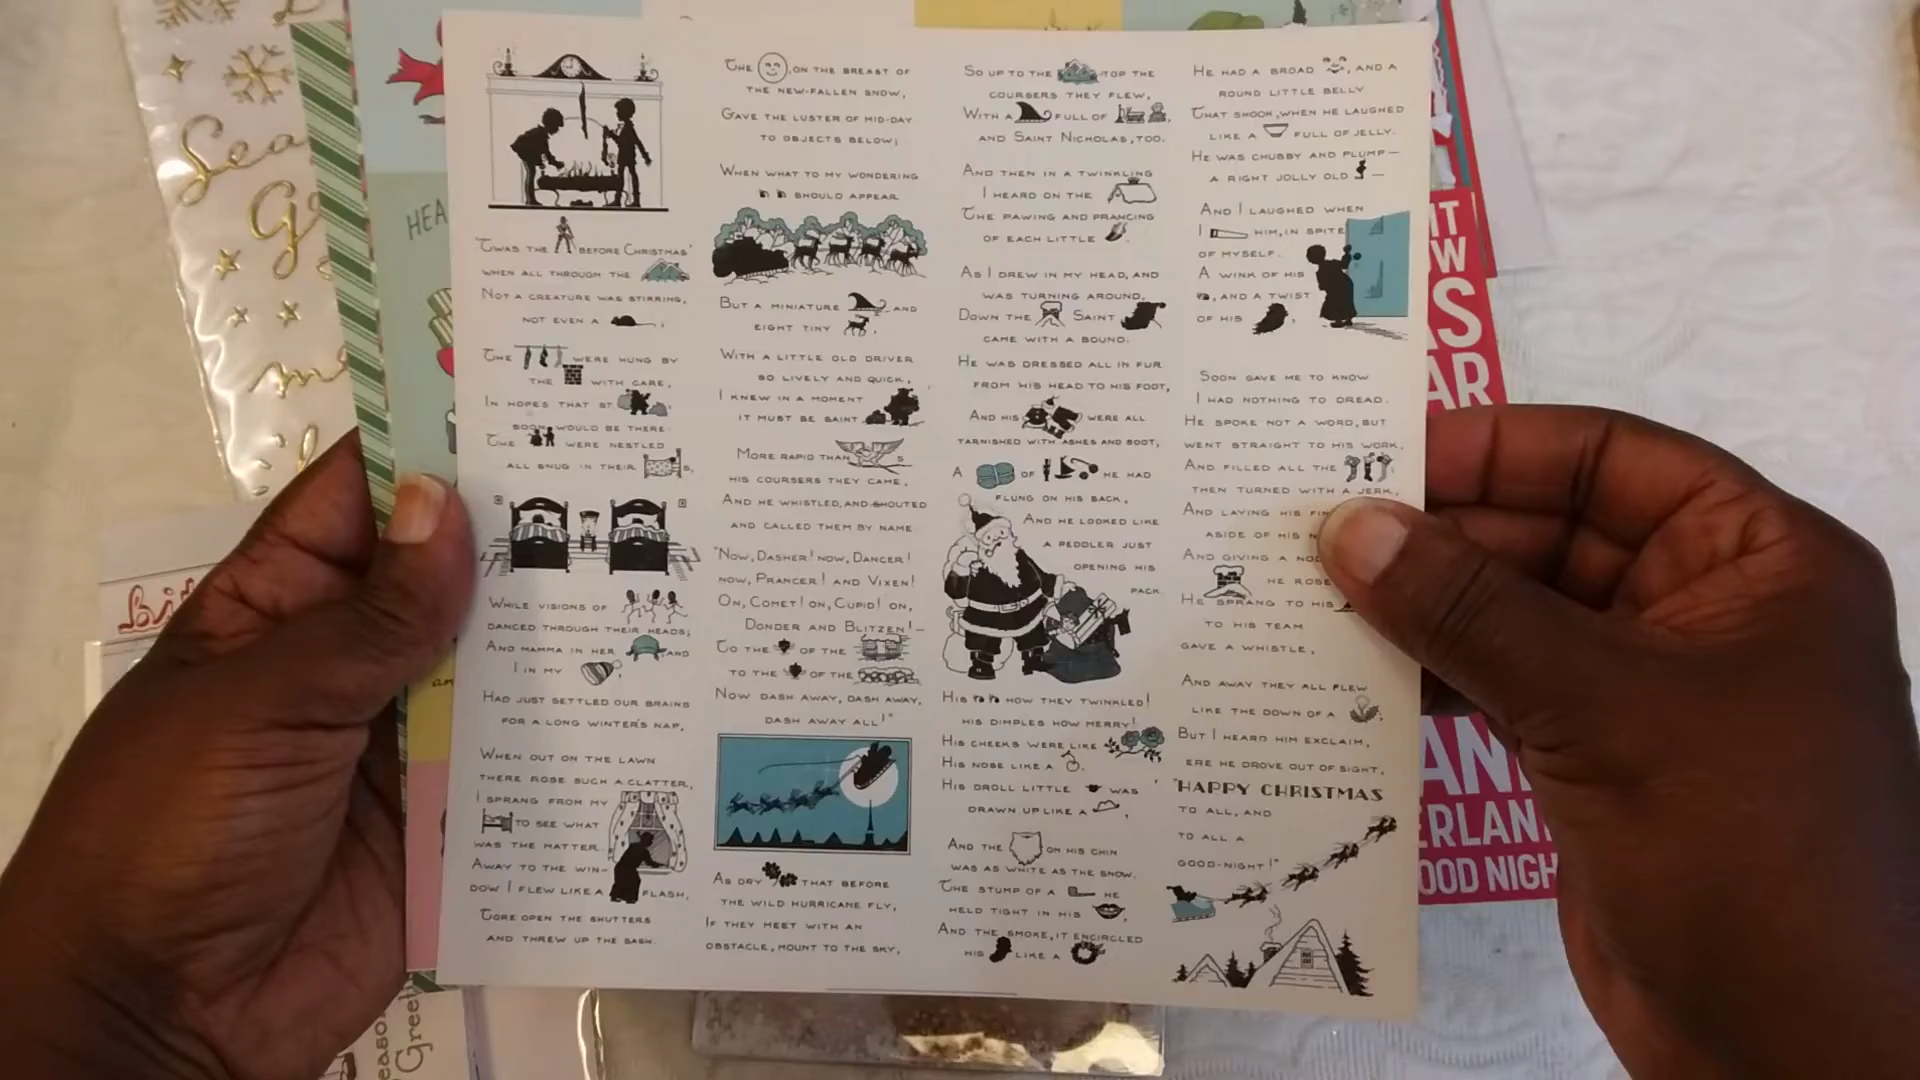 'TWAS THE BEFORE CHRISTMAS
WHEN ALL THROUGH THE
NOT A CREATURE WAS STIRRING,
NOT EVEN A ;
THE WERE HUNG BY
THE WITH CARE,
IN HOPES THAT ST
SOON WOULD BE THERE:
THE WERE NESTLED
ALL SNUG IN THEIR S,
WHILE VISIONS OF
DANCED THROUGH THEIR HEADS;
AND MAMMA IN HER , AND
I IN MY ,
HAD JUST SETTLED OUR BRAINS
FOR A LONG WINTER'S NAP,
WHEN OUT ON THE LAWN
THERE ROSE SUCH A CLATTER,
I SPRANG FROM MY
TO SEE WHAT
WAS THE MATTER
AWAY TO THE WIN-
DOW I FLEW LIKE A FLASH,
TORE OPEN THE SHUTTERS
AND THREW UP THE SASH.
THE , ON THE BREAST OF
THE NEW-FALLEN SNOW,
GAVE THE LUSTER OF MID-DAY
TO OBJECTS BELOW;
WHEN WHAT TO MY WONDERING
SHOULD APPEAR
BUT A MINIATURE AND
EIGHT TINY ,
WITH A LITTLE OLD DRIVER
SO LIVELY AND QUICK,
I KNEW IN A MOMENT
IT MUST BE SAINT
MORE RAPID THAN S
HIS COURSERS THEY CAME,
AND HE WHISTLED, AND SHOUTED
AND CALLED THEM BY NAME
"NOW, DASHER! NOW, DANCER!
NOW, PRANCER! AND VIXEN!
ON, COMET! ON, CUPID! ON,
DONDER AND BLITZEN!—
TO THE OF THE
TO THE OF THE
NOW DASH AWAY, DASH AWAY,
DASH AWAY ALL!"
AS DRY THAT BEFORE
THE WILD HURRICANE FLY,
IF THEY MEET WITH AN
OBSTACLE, MOUNT TO THE SKY,
SO UP TO THE TOP THE
COURSERS THEY FLEW,
WITH A FULL OF ,
AND SAINT NICHOLAS, TOO.
AND THEN IN A TWINKLING
I HEARD ON THE
THE PAWING AND PRANCING
OF EACH LITTLE .
AS I DREW IN MY HEAD, AND
WAS TURNING AROUND,
DOWN THE SAINT
CAME WITH A BOUND.
HE WAS DRESSED ALL IN FUR
FROM HIS HEAD TO HIS FOOT,
AND HIS WERE ALL
TARNISHED WITH ASHES AND SOOT,
A OF HE HAD
FLUNG ON HIS BACK,
AND HE LOOKED LIKE
A PEDDLER JUST
OPENING HIS
PACK.
HIS HOW THEY TWINKLED!
HIS DIMPLES HOW MERRY!
HIS CHEEKS WERE LIKE
HIS NOSE LIKE A .
HIS DROLL LITTLE WAS
DRAWN UP LIKE A ,
AND THE ON HIS CHIN
WAS AS WHITE AS THE SNOW.
THE STUMP OF A HE
HELD TIGHT IN HIS ,
AND THE SMOKE, IT ENCIRCLED
HIS LIKE A
HE HAD A BROAD , AND A
ROUND LITTLE BELLY
THAT SHOOK, WHEN HE LAUGHED
LIKE A FULL OF JELLY.
HE WAS CHUBBY AND PLUMP—
A RIGHT JOLLY OLD —
AND I LAUGHED WHEN
I HIM, IN SPITE
OF MYSELF.
A WINK OF HIS
, AND A TWIST
OF HIS ,
SOON GAVE ME TO KNOW
I HAD NOTHING TO DREAD.
HE SPOKE NOT A WORD, BUT
WENT STRAIGHT TO HIS WORK,
AND FILLED ALL THE ;
THEN TURNED WITH A JERK,
AND LAYING HIS FIN
ASIDE OF HIS N
AND GIVING A NOD
HE ROSE
HE SPRANG TO HIS
TO HIS TEAM
GAVE A WHISTLE,
AND AWAY THEY ALL FLEW
LIKE THE DOWN OF A ;
BUT I HEARD HIM EXCLAIM,
ERE HE DROVE OUT OF SIGHT,
"HAPPY CHRISTMAS
TO ALL, AND
TO ALL A
GOOD-NIGHT!"
Sea
HEA
IT
OW
AS
AR
ERLAN
OOD NIGH
Greet